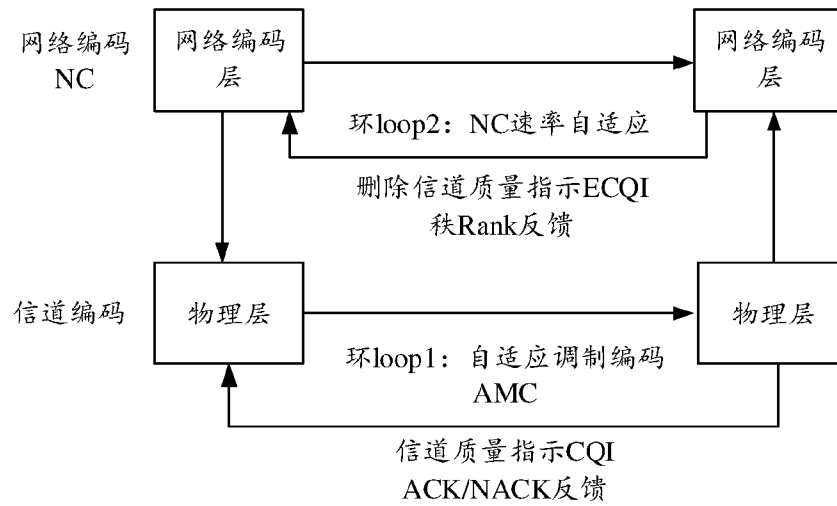 网络编码
NC
网络编码
层
网络编码
层
环loop2：NC速率自适应
删除信道质量指示ECQI
秩Rank反馈
信道编码
物理层
物理层
环loop1：自适应调制编码
AMC
信道质量指示CQI
ACK/NACK反馈